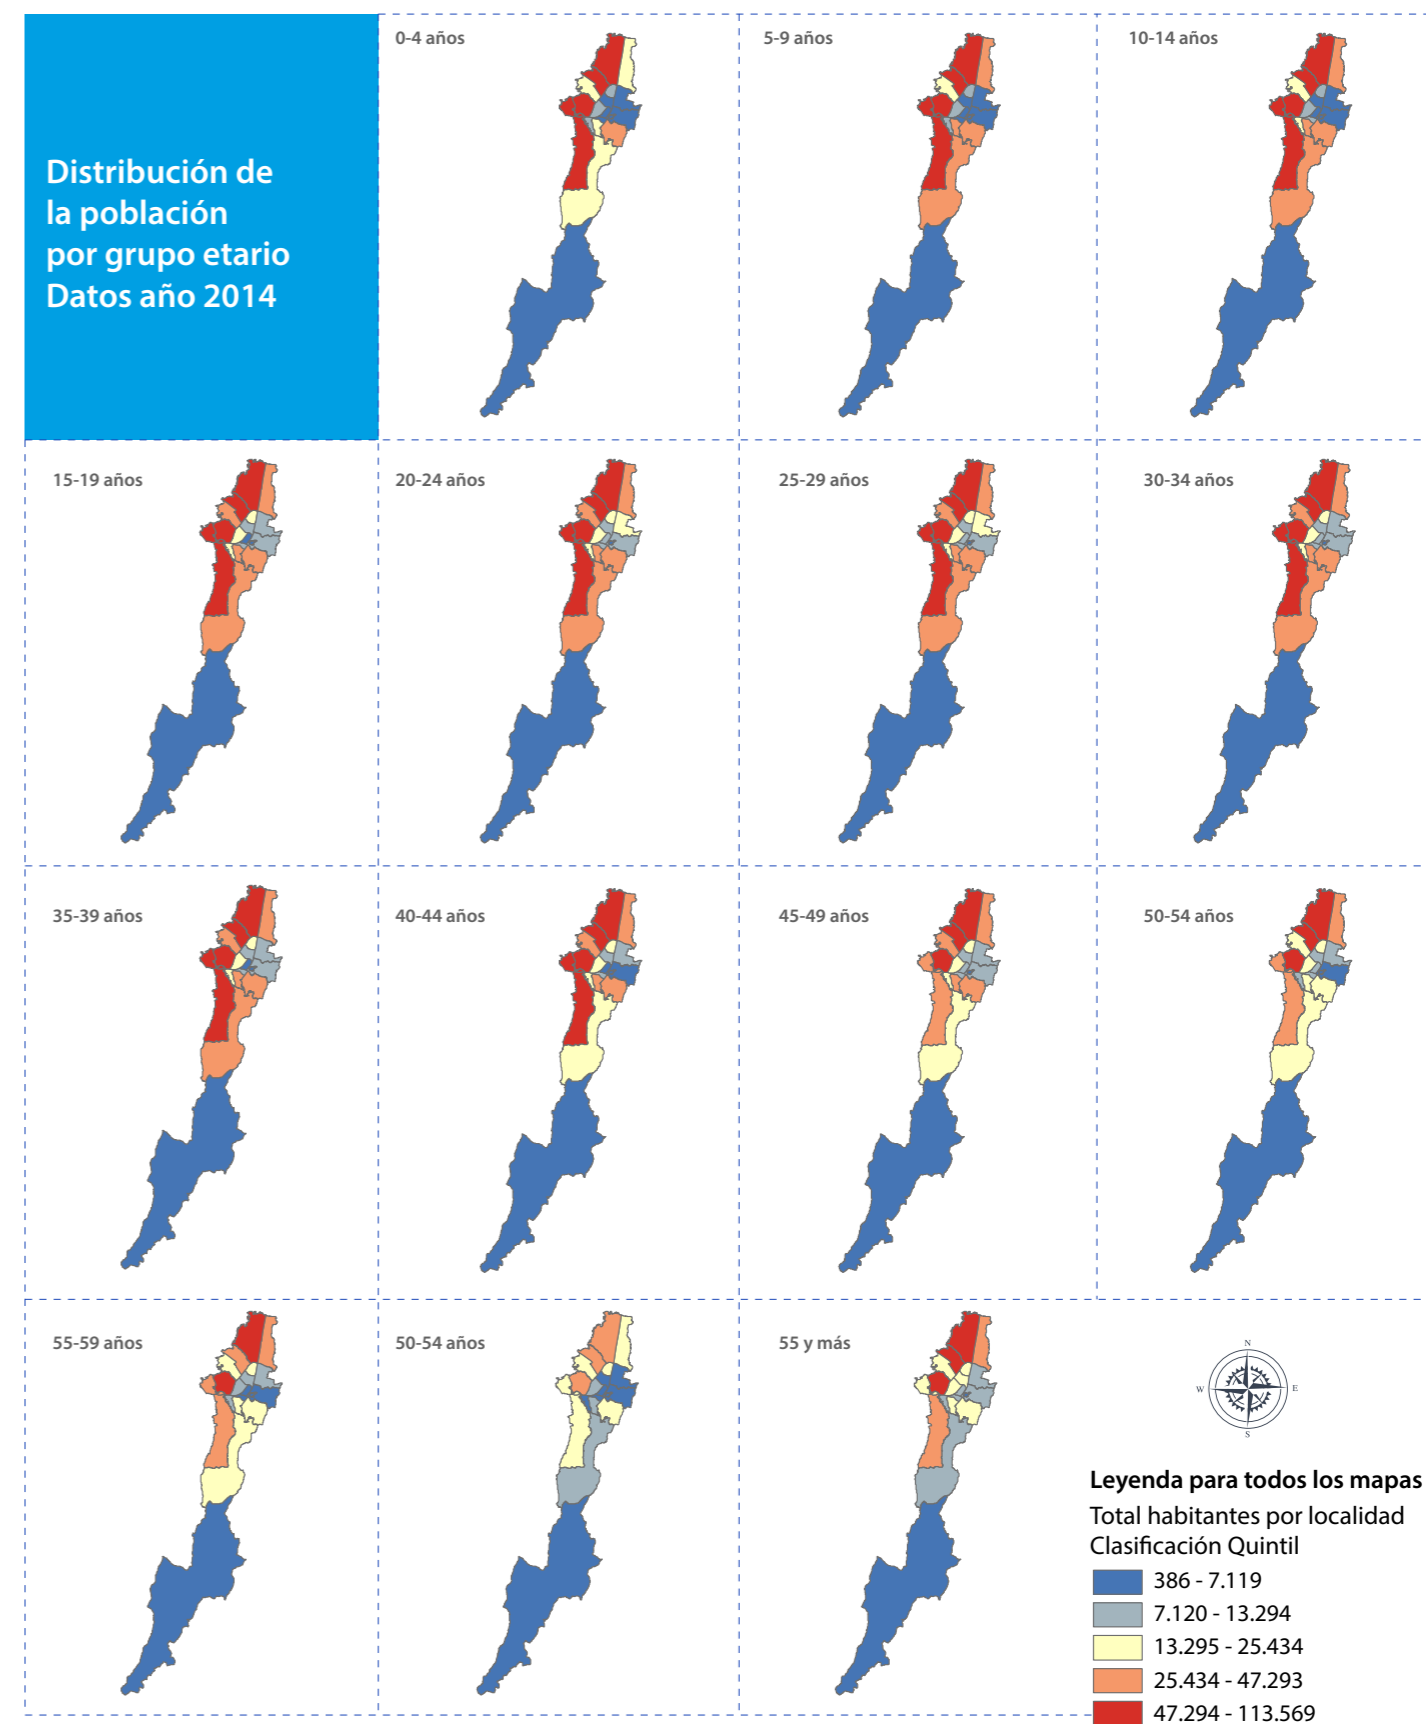 Distribución de
la población
por grupo etario
Datos año 2014
0-4 años
5-9 años
10-14 años
15-19 años
20-24 años
25-29 años
30-34 años
35-39 años
40-44 años
45-49 años
50-54 años
55-59 años
50-54 años
55 y más
N
W
E
S
Leyenda para todos los mapas
Total habitantes por localidad
Clasificación Quintil
386 - 7.119
7.120 - 13.294
13.295 - 25.434
25.434 - 47.293
47.294 - 113.569